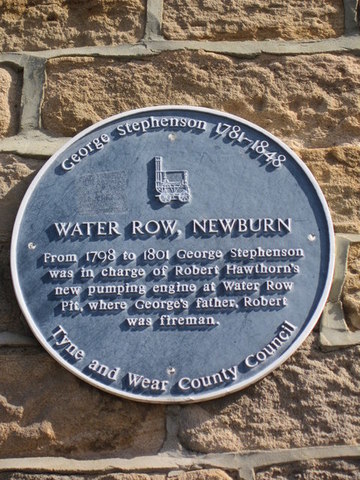 George Stephenson 1781-1848
WATER ROW, NEWBURN
From 1798 to 1801 George Stephenson
was in charge of Robert Hawthorn's
new pumping engine at Water Row
Pit, where George's father, Robert
was fireman.
Tyne and Wear County Council